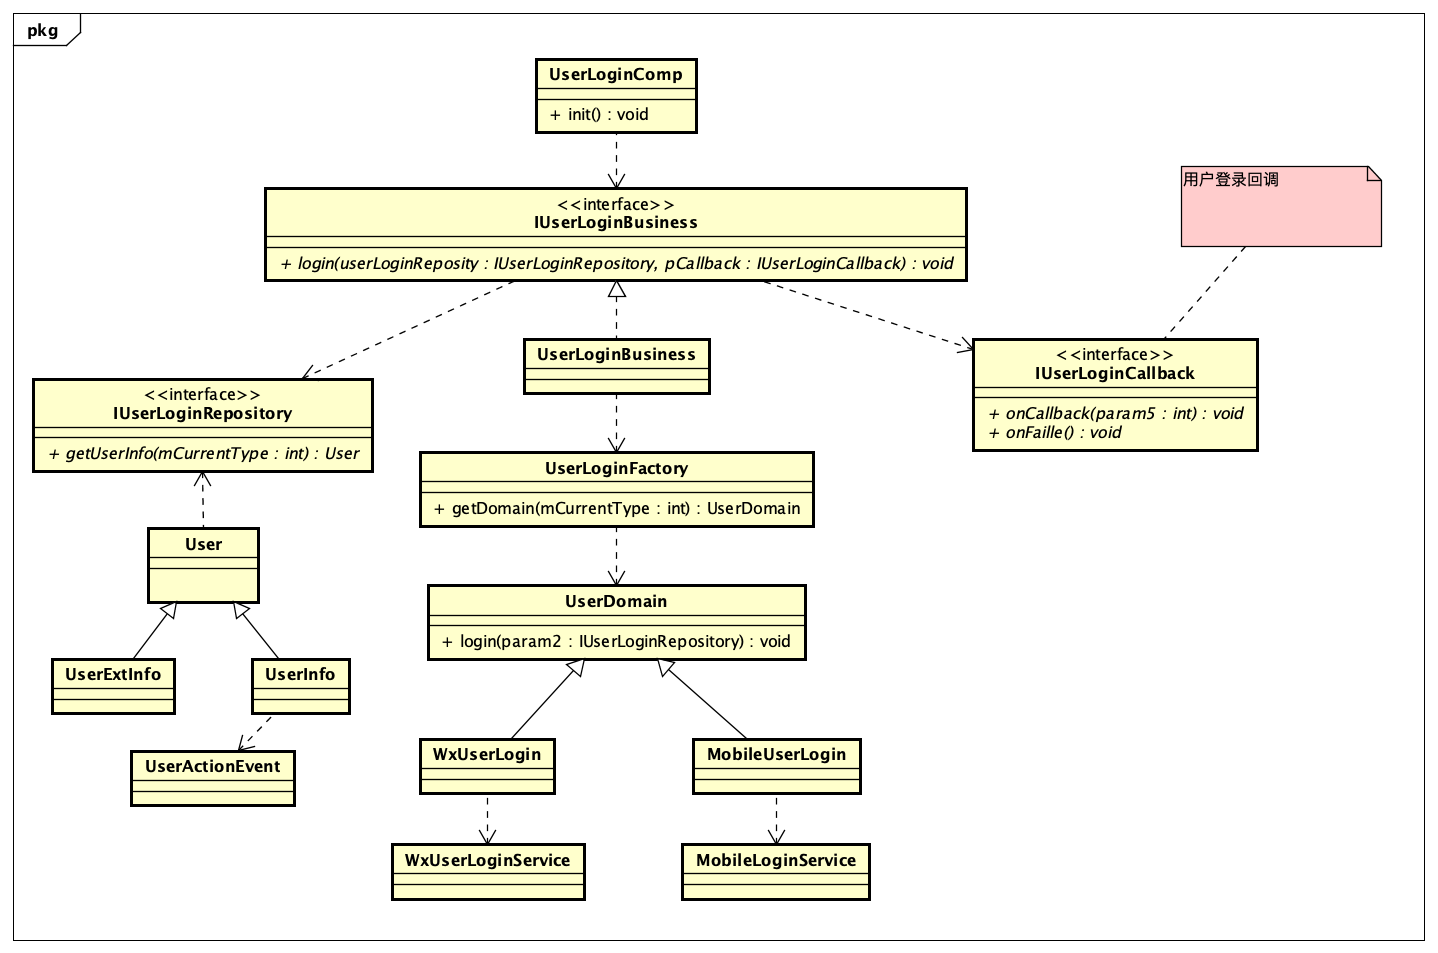 pkg
UserLoginComp
+ init() : void
用户登录回调
<<interface>>
IUserLoginBusiness
+ login(userLoginReposity : IUserLoginRepository, pCallback : IUserLoginCallback) : void
UserLoginBusiness
<<interface>>
IUserLoginCallback
+ onCallback(param5 : int) : void
+ onFaille() : void
<<interface>>
IUserLoginRepository
+ getUserInfo(mCurrentType : int) : User
UserLoginFactory
+ getDomain(mCurrentType : int) : UserDomain
User
UserDomain
+ login(param2 : IUserLoginRepository) : void
UserExtInfo
UserInfo
UserActionEvent
WxUserLogin
MobileUserLogin
WxUserLoginService
MobileLoginService